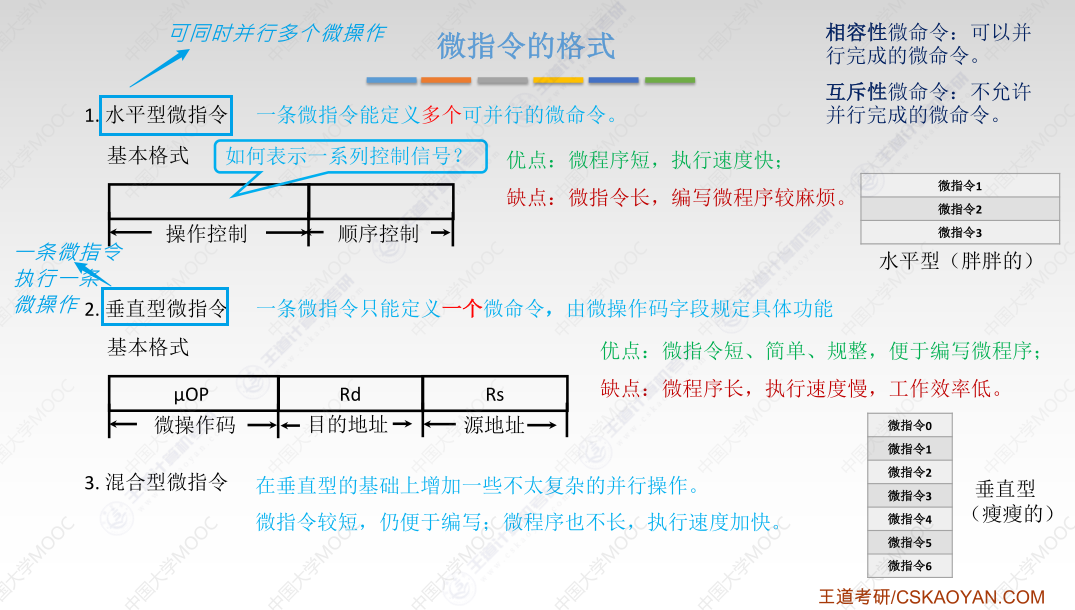 可同时并行多个微操作
微指令的格式
相容性微命令：可以并
行完成的微命令。
互斥性微命令：不允许
并行完成的微命令。
1. 水平型微指令 一条微指令能定义多个可并行的微命令。
基本格式 如何表示一系列控制信号？
优点：微程序短，执行速度快；
缺点：微指令长，编写微程序较麻烦。
操作控制 顺序控制
微指令1
微指令2
微指令3
水平型（胖胖的）
一条微指令
执行一条
微操作
2. 垂直型微指令 一条微指令只能定义一个微命令，由微操作码字段规定具体功能
基本格式
优点：微指令短、简单、规整，便于编写微程序；
缺点：微程序长，执行速度慢，工作效率低。
μOP Rd Rs
微操作码 目的地址 源地址
微指令0
微指令1
微指令2
微指令3
微指令4
微指令5
微指令6
垂直型
（瘦瘦的）
3. 混合型微指令 在垂直型的基础上增加一些不太复杂的并行操作。
微指令较短，仍便于编写；微程序也不长，执行速度加快。
王道考研/CSKAOYAN.COM
中国大学MOOC